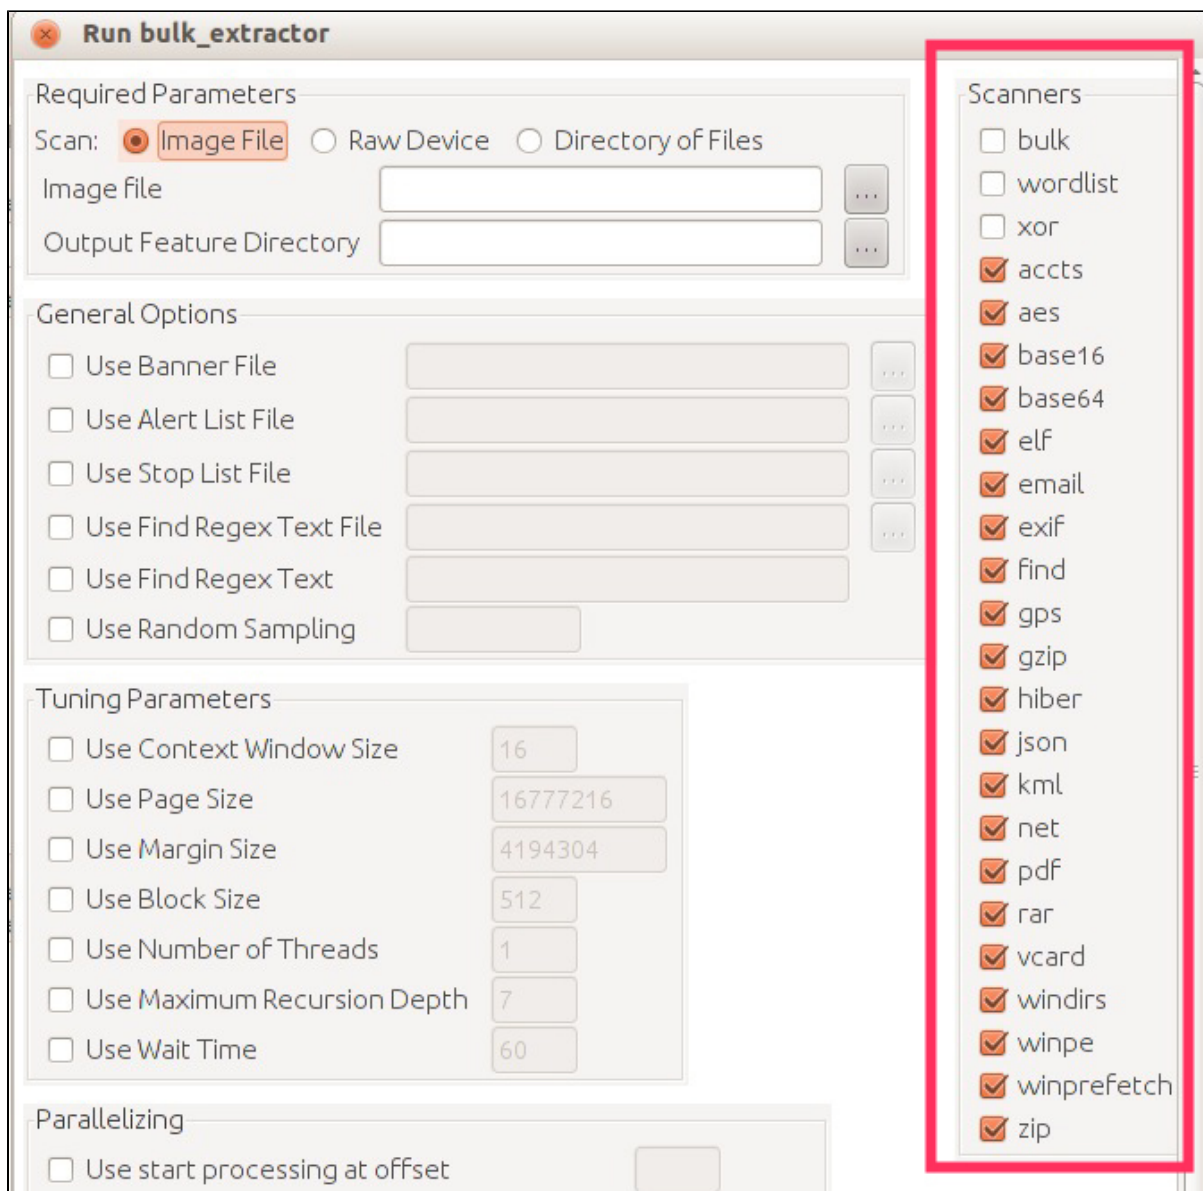 Run bulk_extractor
Required Parameters
Scan: Image File Raw Device Directory of Files
Image file ...
Output Feature Directory ...
General Options
Use Banner File ...
Use Alert List File ...
Use Stop List File ...
Use Find Regex Text File ...
Use Find Regex Text
Use Random Sampling
Tuning Parameters
Use Context Window Size 16
Use Page Size 16777216
Use Margin Size 4194304
Use Block Size 512
Use Number of Threads 1
Use Maximum Recursion Depth 7
Use Wait Time 60
Parallelizing
Use start processing at offset
Scanners
bulk
wordlist
xor
accts
aes
base16
base64
elf
email
exif
find
gps
gzip
hiber
json
kml
net
pdf
rar
vcard
windirs
winpe
winprefetch
zip